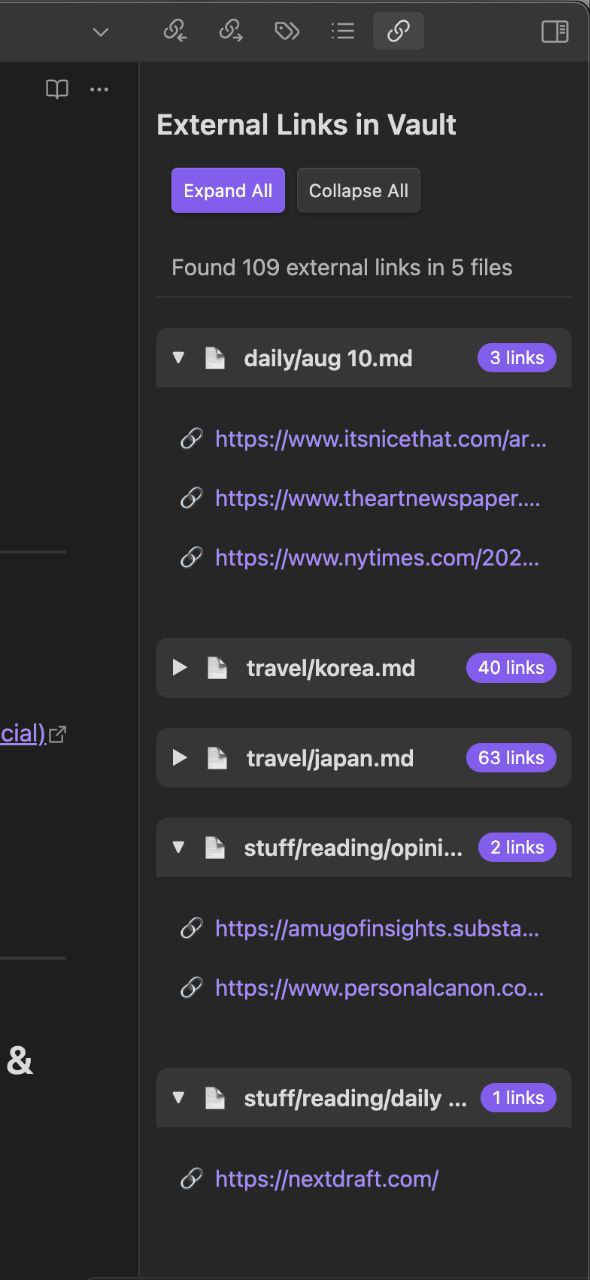 External Links in Vault
Expand All Collapse All
Found 109 external links in 5 files
daily/aug 10.md 3 links
https://www.itsnicethat.com/ar...
https://www.theartnewspaper....
https://www.nytimes.com/202...
travel/korea.md 40 links
cial)
travel/japan.md 63 links
stuff/reading/opini... 2 links
https://amugofinsights.substa...
https://www.personalcanon.co...
&
stuff/reading/daily ... 1 links
https://nextdraft.com/